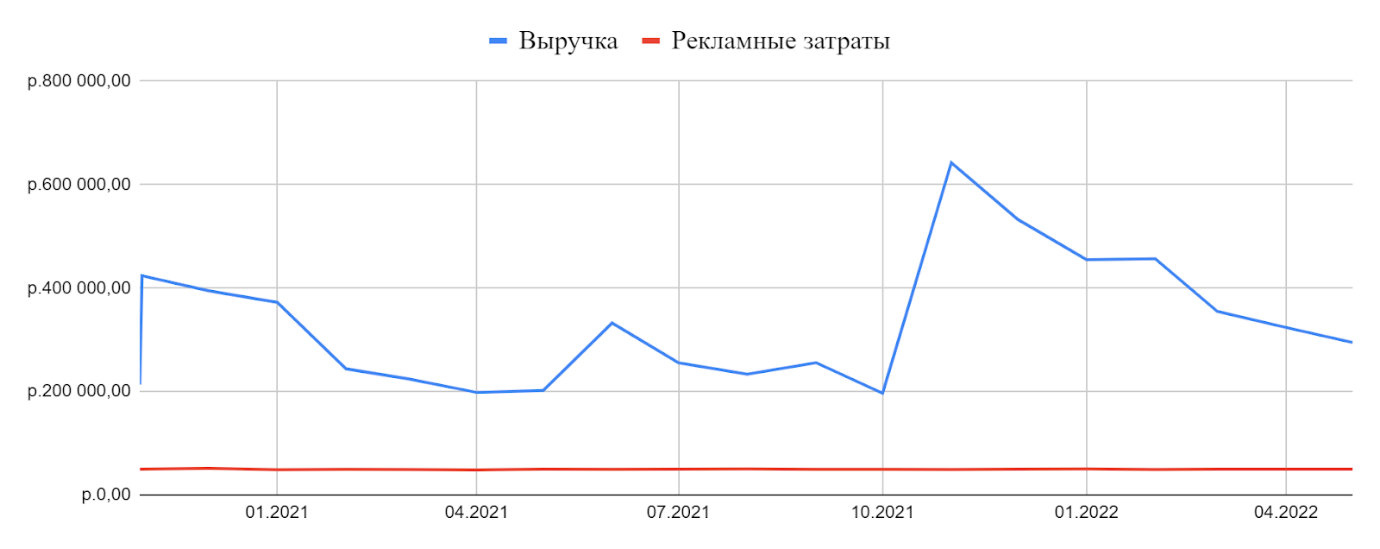 Выручка Рекламные затраты
р.800 000,00
р.600 000,00
р.400 000,00
р.200 000,00
р.0,00
01.2021 04.2021 07.2021 10.2021 01.2022 04.2022